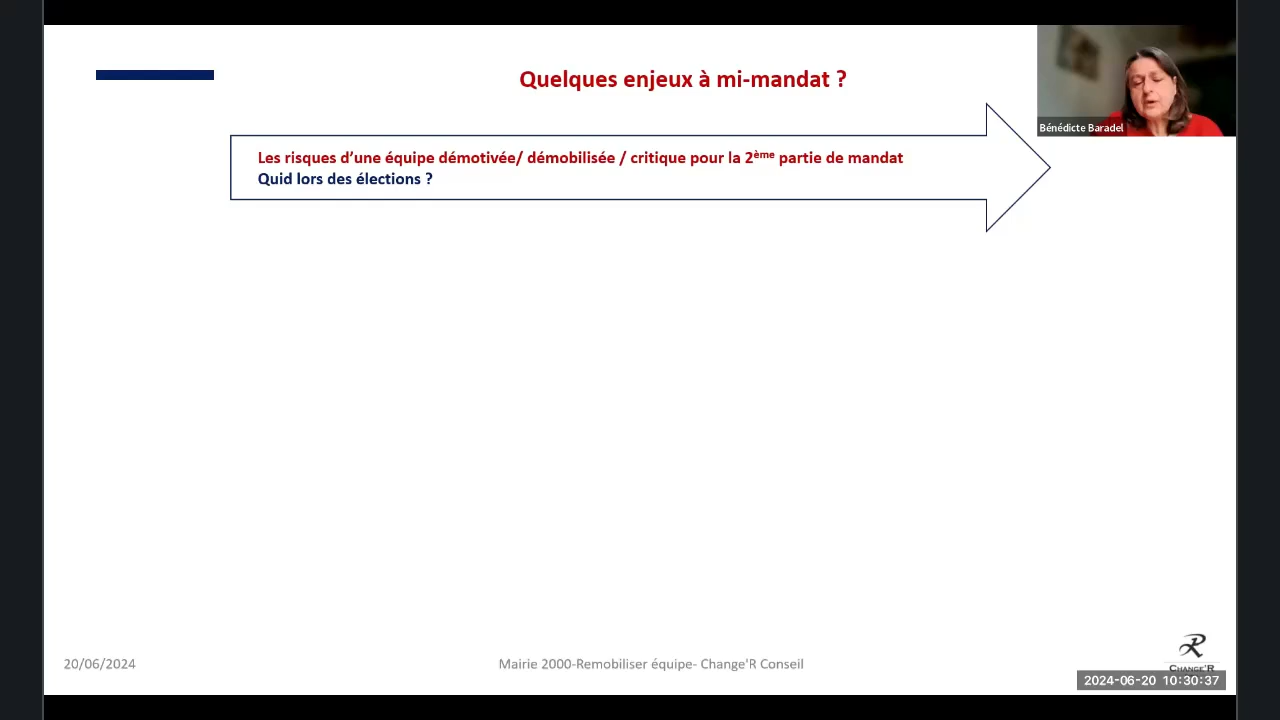 Quelques enjeux à mi-mandat ?
Bénédicte Baradel
Les risques d'une équipe démotivée/ démobilisée / critique pour la 2ème partie de mandat
Quid lors des élections ?
20/06/2024
Mairie 2000-Remobiliser équipe- Change'R Conseil
R
CHANGE'R
2024-06-20 10:30:37